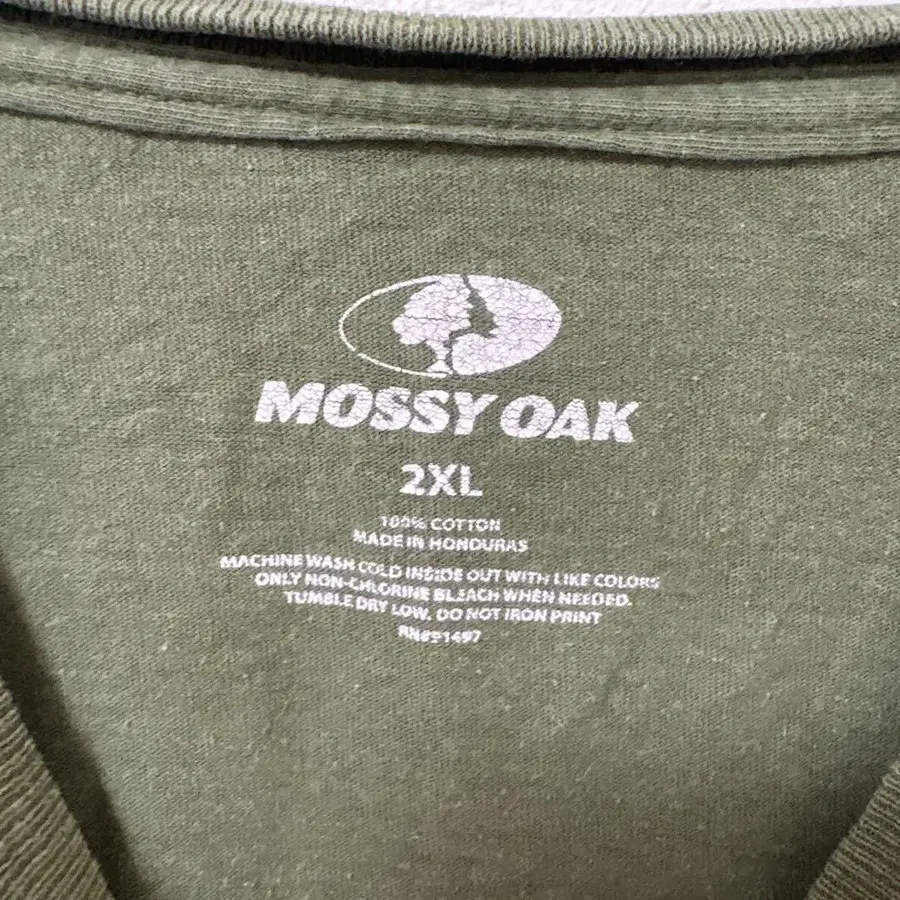 MOSSY OAK
2XL
100% COTTON
MADE IN HONDURAS
MACHINE WASH COLD INSIDE OUT WITH LIKE COLORS
ONLY NON-CHLORINE BLEACH WHEN NEEDED.
TUMBLE DRY LOW. DO NOT IRON PRINT